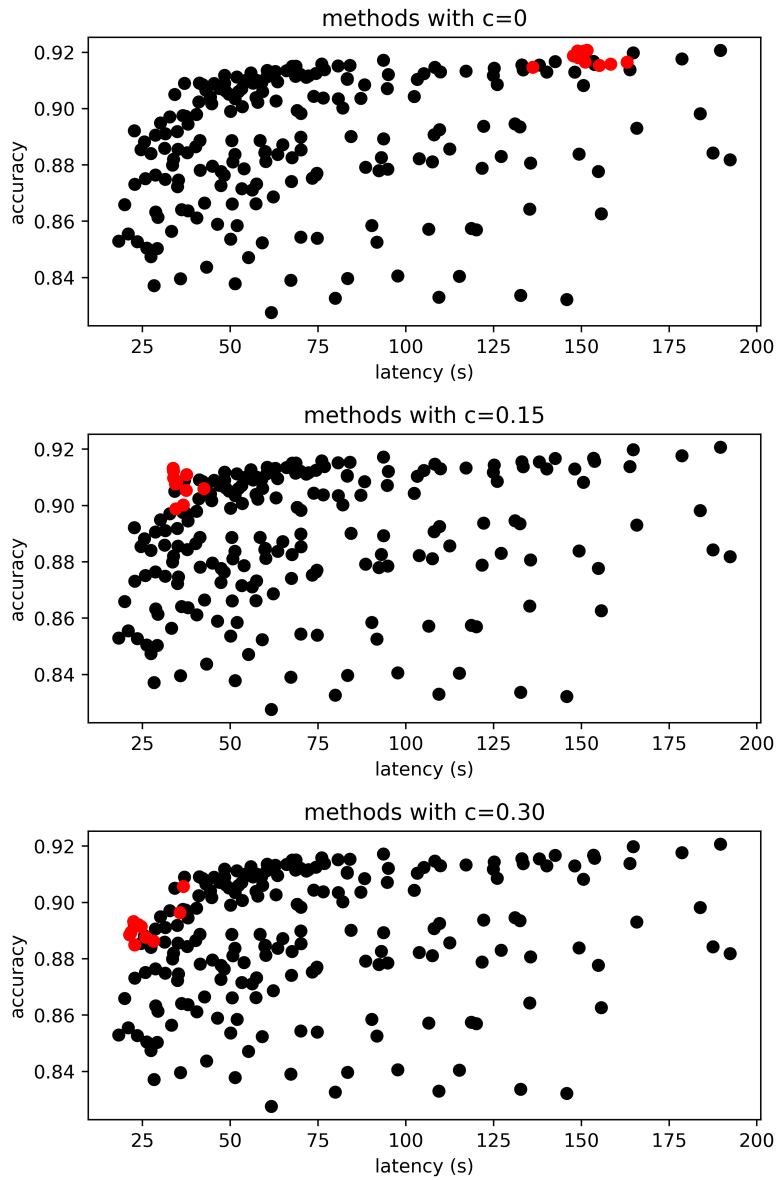 methods with c=0
0.92
0.90
0.88
0.86
0.84
accuracy
25 50 75 100 125 150 175 200
latency (s)
methods with c=0.15
0.92
0.90
0.88
0.86
0.84
accuracy
25 50 75 100 125 150 175 200
latency (s)
methods with c=0.30
0.92
0.90
0.88
0.86
0.84
accuracy
25 50 75 100 125 150 175 200
latency (s)